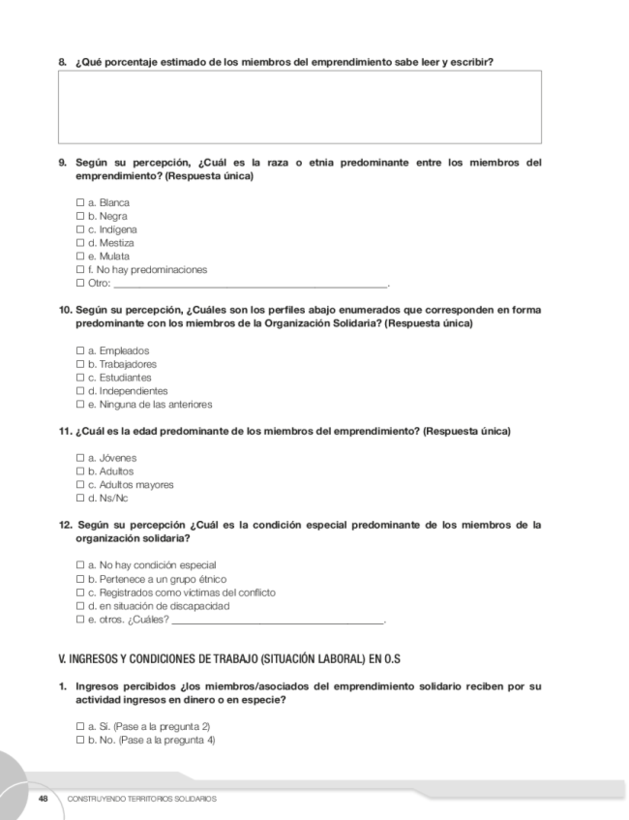 8. ¿Qué porcentaje estimado de los miembros del emprendimiento sabe leer y escribir?
9. Según su percepción, ¿Cuál es la raza o etnia predominante entre los miembros del
emprendimiento? (Respuesta única)
☐ a. Blanca
☐ b. Negra
☐ c. Indígena
☐ d. Mestiza
☐ e. Mulata
☐ f. No hay predominaciones
☐ Otro: ____________________________________________.
10. Según su percepción, ¿Cuáles son los perfiles abajo enumerados que corresponden en forma
predominante con los miembros de la Organización Solidaria? (Respuesta única)
☐ a. Empleados
☐ b. Trabajadores
☐ c. Estudiantes
☐ d. Independientes
☐ e. Ninguna de las anteriores
11. ¿Cuál es la edad predominante de los miembros del emprendimiento? (Respuesta única)
☐ a. Jóvenes
☐ b. Adultos
☐ c. Adultos mayores
☐ d. Ns/Nc
12. Según su percepción ¿Cuál es la condición especial predominante de los miembros de la
organización solidaria?
☐ a. No hay condición especial
☐ b. Pertenece a un grupo étnico
☐ c. Registrados como víctimas del conflicto
☐ d. en situación de discapacidad
☐ e. otros. ¿Cuáles? ____________________________________.
V. INGRESOS Y CONDICIONES DE TRABAJO (SITUACIÓN LABORAL) EN O.S
1. Ingresos percibidos ¿los miembros/asociados del emprendimiento solidario reciben por su
actividad ingresos en dinero o en especie?
☐ a. Si. (Pase a la pregunta 2)
☐ b. No. (Pase a la pregunta 4)
48 CONSTRUYENDO TERRITORIOS SOLIDARIOS